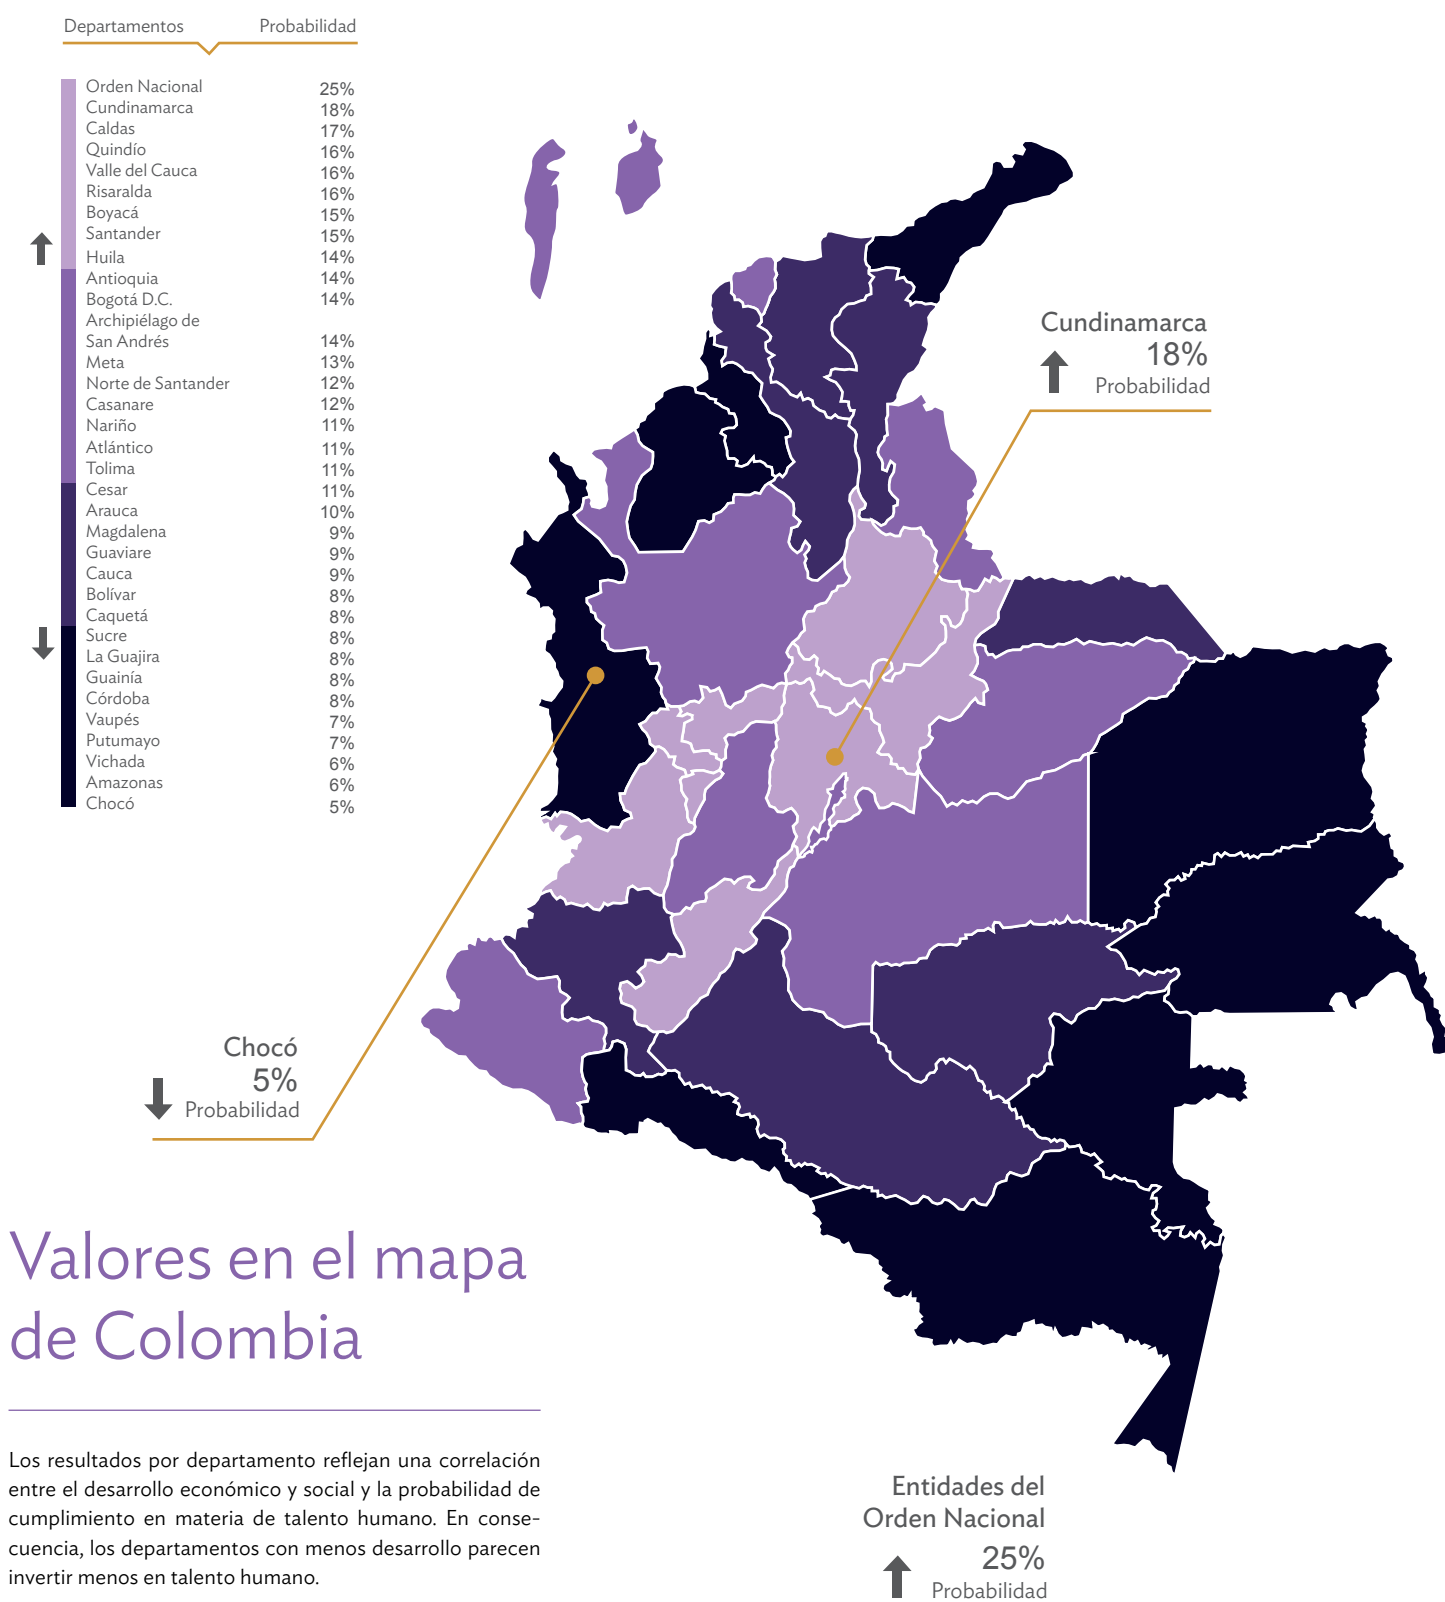 Departamentos Probabilidad
Orden Nacional 25%
Cundinamarca 18%
Caldas 17%
Quindío 16%
Valle del Cauca 16%
Risaralda 16%
Boyacá 15%
Santander 15%
Huila 14%
Antioquia 14%
Bogotá D.C. 14%
Archipiélago de
San Andrés 14%
Meta 13%
Norte de Santander 12%
Casanare 12%
Nariño 11%
Atlántico 11%
Tolima 11%
Cesar 11%
Arauca 10%
Magdalena 9%
Guaviare 9%
Cauca 9%
Bolívar 8%
Caquetá 8%
Sucre 8%
La Guajira 8%
Guainía 8%
Córdoba 8%
Vaupés 7%
Putumayo 7%
Vichada 6%
Amazonas 6%
Chocó 5%
Cundinamarca
18%
Probabilidad
Chocó
5%
Probabilidad
Valores en el mapa
de Colombia
Los resultados por departamento reflejan una correlación
entre el desarrollo económico y social y la probabilidad de
cumplimiento en materia de talento humano. En conse-
cuencia, los departamentos con menos desarrollo parecen
invertir menos en talento humano.
Entidades del
Orden Nacional
25%
Probabilidad